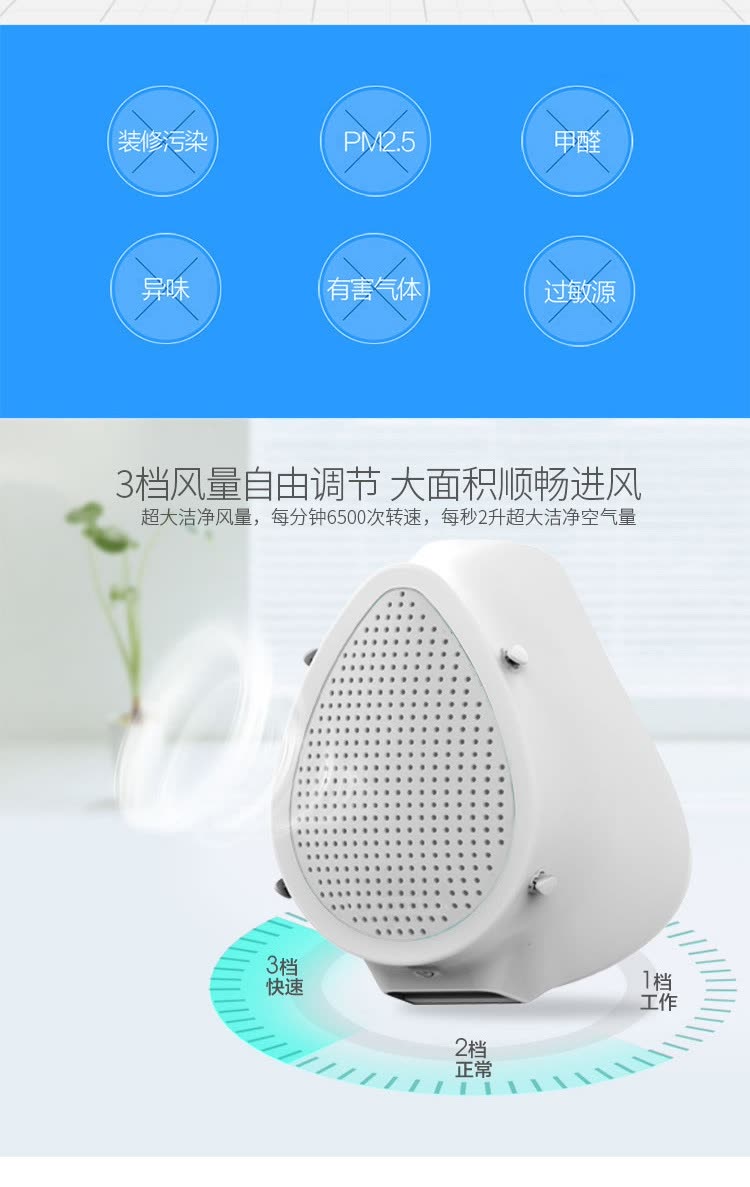 装修污染 PM2.5 甲醛
异味 有害气体 过敏源
3档风量自由调节 大面积顺畅进风
超大洁净风量，每分钟6500次转速，每秒2升超大洁净空气量
3档
快速
1档
工作
2档
正常